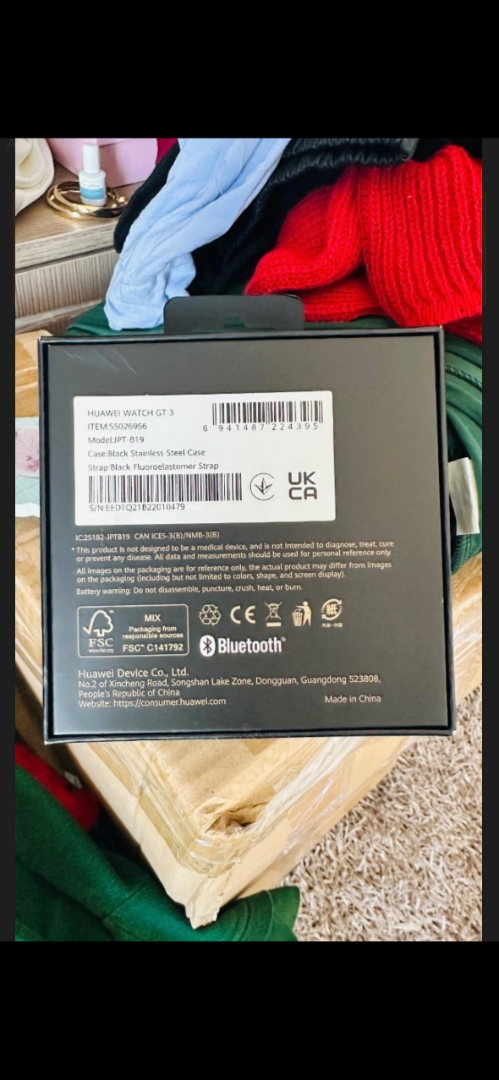 HUAWEI WATCH GT 3
ITEM:55026956
Model:JPT-B19
Case:Black Stainless Steel Case
Strap:Black Fluoroelastomer Strap
6 941487 224395
S/N:EEDTQ21B22010479
UK
CA
IC:25182-JPTB19 CAN ICES-3(B)/NMB-3(B)
* This product is not designed to be a medical device, and is not intended to diagnose, treat, cure
or prevent any disease. All data and measurements should be used for personal reference only.
All images on the packaging are for reference only, the actual product may differ from images
on the packaging (including but not limited to colors, shape, and screen display).
Battery warning: Do not disassemble, puncture, crush, heat, or burn.
FSC
www.fsc.org
MIX
Packaging from
responsible sources
FSC™ C141792
CE
紙
Bluetooth®
Huawei Device Co., Ltd.
No.2 of Xincheng Road, Songshan Lake Zone, Dongguan, Guangdong 523808,
People's Republic of China
Website: https://consumer.huawei.com
Made in China